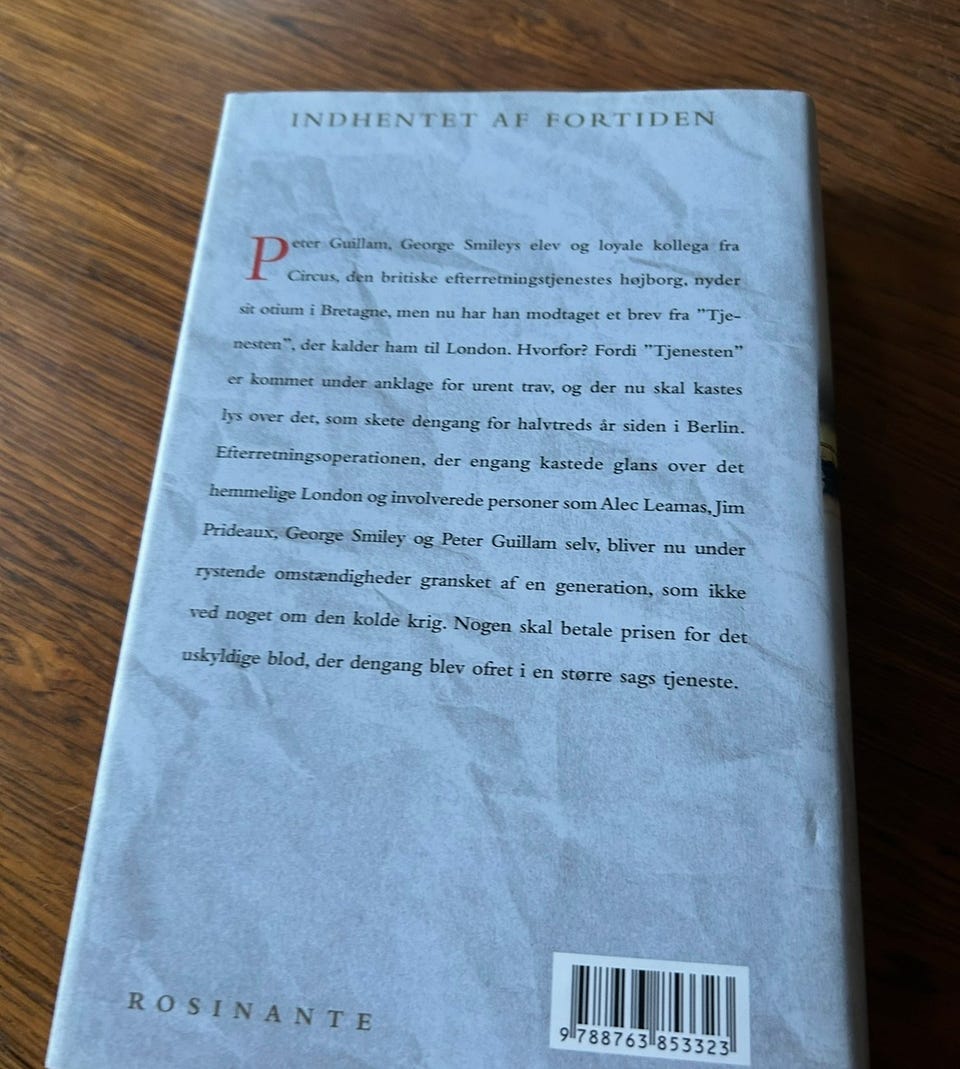 INDHENTET AF FORTIDEN
Peter Guillam, George Smileys elev og loyale kollega fra
Circus, den britiske efterretningstjenestes højborg, nyder
sit otium i Bretagne, men nu har han modtaget et brev fra ”Tje-
nesten”, der kalder ham til London. Hvorfor? Fordi ”Tjenesten”
er kommet under anklage for urent trav, og der nu skal kastes
lys over det, som skete dengang for halvtreds år siden i Berlin.
Efterretningsoperationen, der engang kastede glans over det
hemmelige London og involverede personer som Alec Leamas, Jim
Prideaux, George Smiley og Peter Guillam selv, bliver nu under
rystende omstændigheder gransket af en generation, som ikke
ved noget om den kolde krig. Nogen skal betale prisen for det
uskyldige blod, der dengang blev ofret i en større sags tjeneste.
ROSINANTE
9 788763 853323